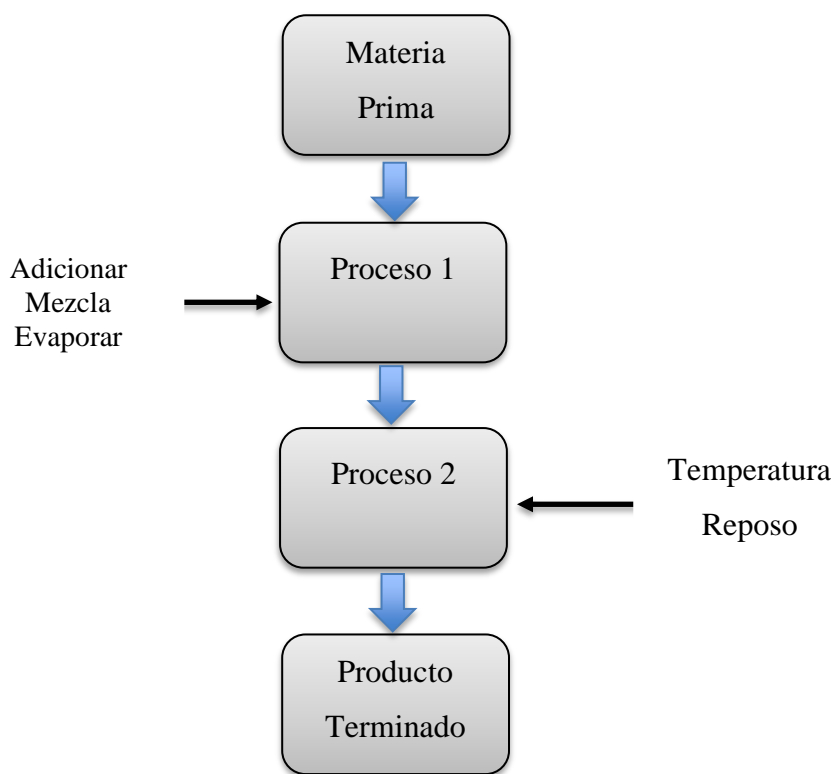 Materia
Prima
Proceso 1
Adicionar
Mezcla
Evaporar
Proceso 2
Temperatura
Reposo
Producto
Terminado